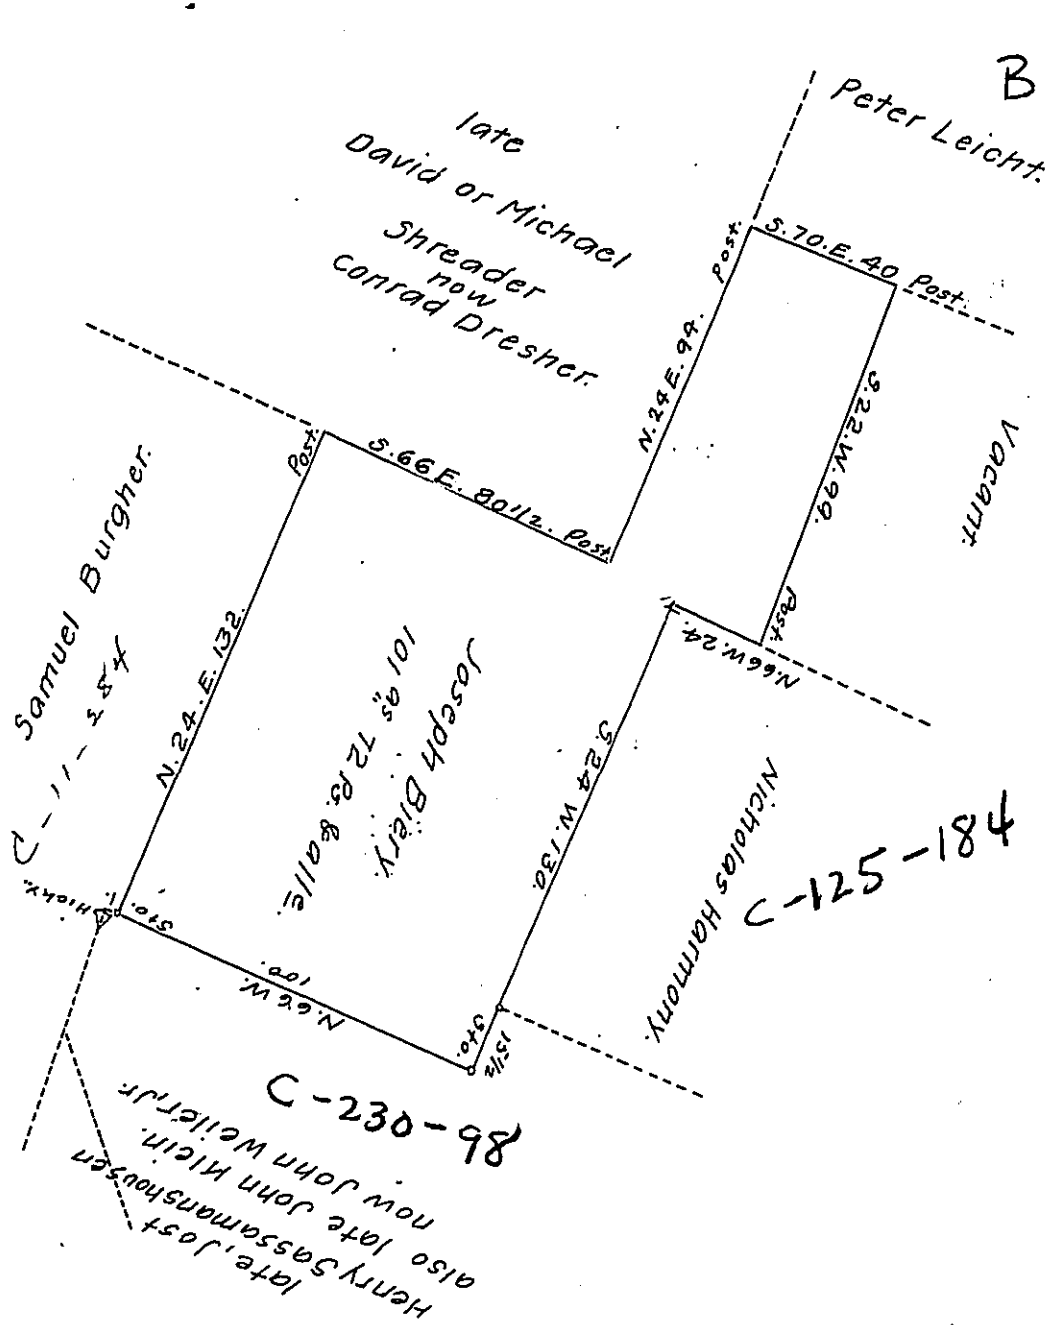 B
Peter Leicht.
late
David or Michael
Shreader
now
Conrad Dresher.
Post.
S. 70. E. 40
Post.
N. 24 E. 94.
S. 22. W. 99.
Vacant.
Post.
S. 66 E. 80 1/2.
Post.
Post.
N. 66 W. 24.
Samuel Burgher.
C-11-334
N. 24. E. 132.
Joseph Biery.
101 as,, 72 Ps. & alle.
S. 24 W. 130.
Nicholas Harmony.
C-125-184
Hicky.
Sto.
N. 66 W.
100.
Sto.
15 1/2
C-230-98
late, Jost
Henry Sassamanshousen
also late John Klein.
now John Weiler, Jr.